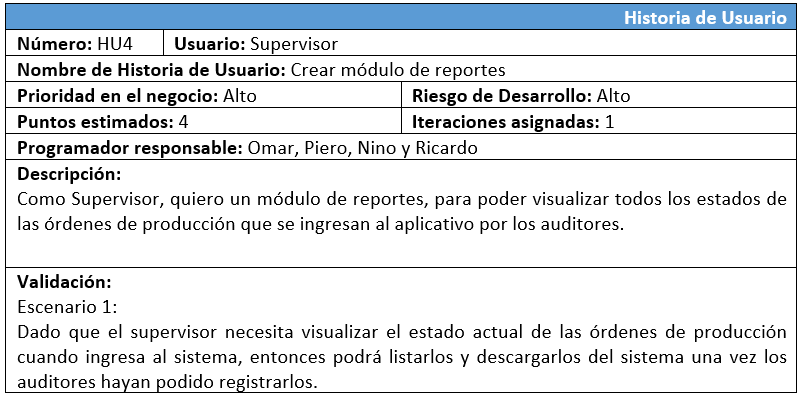 Historia de Usuario
Número: HU4 Usuario: Supervisor
Nombre de Historia de Usuario: Crear módulo de reportes
Prioridad en el negocio: Alto Riesgo de Desarrollo: Alto
Puntos estimados: 4 Iteraciones asignadas: 1
Programador responsable: Omar, Piero, Nino y Ricardo
Descripción:
Como Supervisor, quiero un módulo de reportes, para poder visualizar todos los estados de
las órdenes de producción que se ingresan al aplicativo por los auditores.
Validación:
Escenario 1:
Dado que el supervisor necesita visualizar el estado actual de las órdenes de producción
cuando ingresa al sistema, entonces podrá listarlos y descargarlos del sistema una vez los
auditores hayan podido registrarlos.